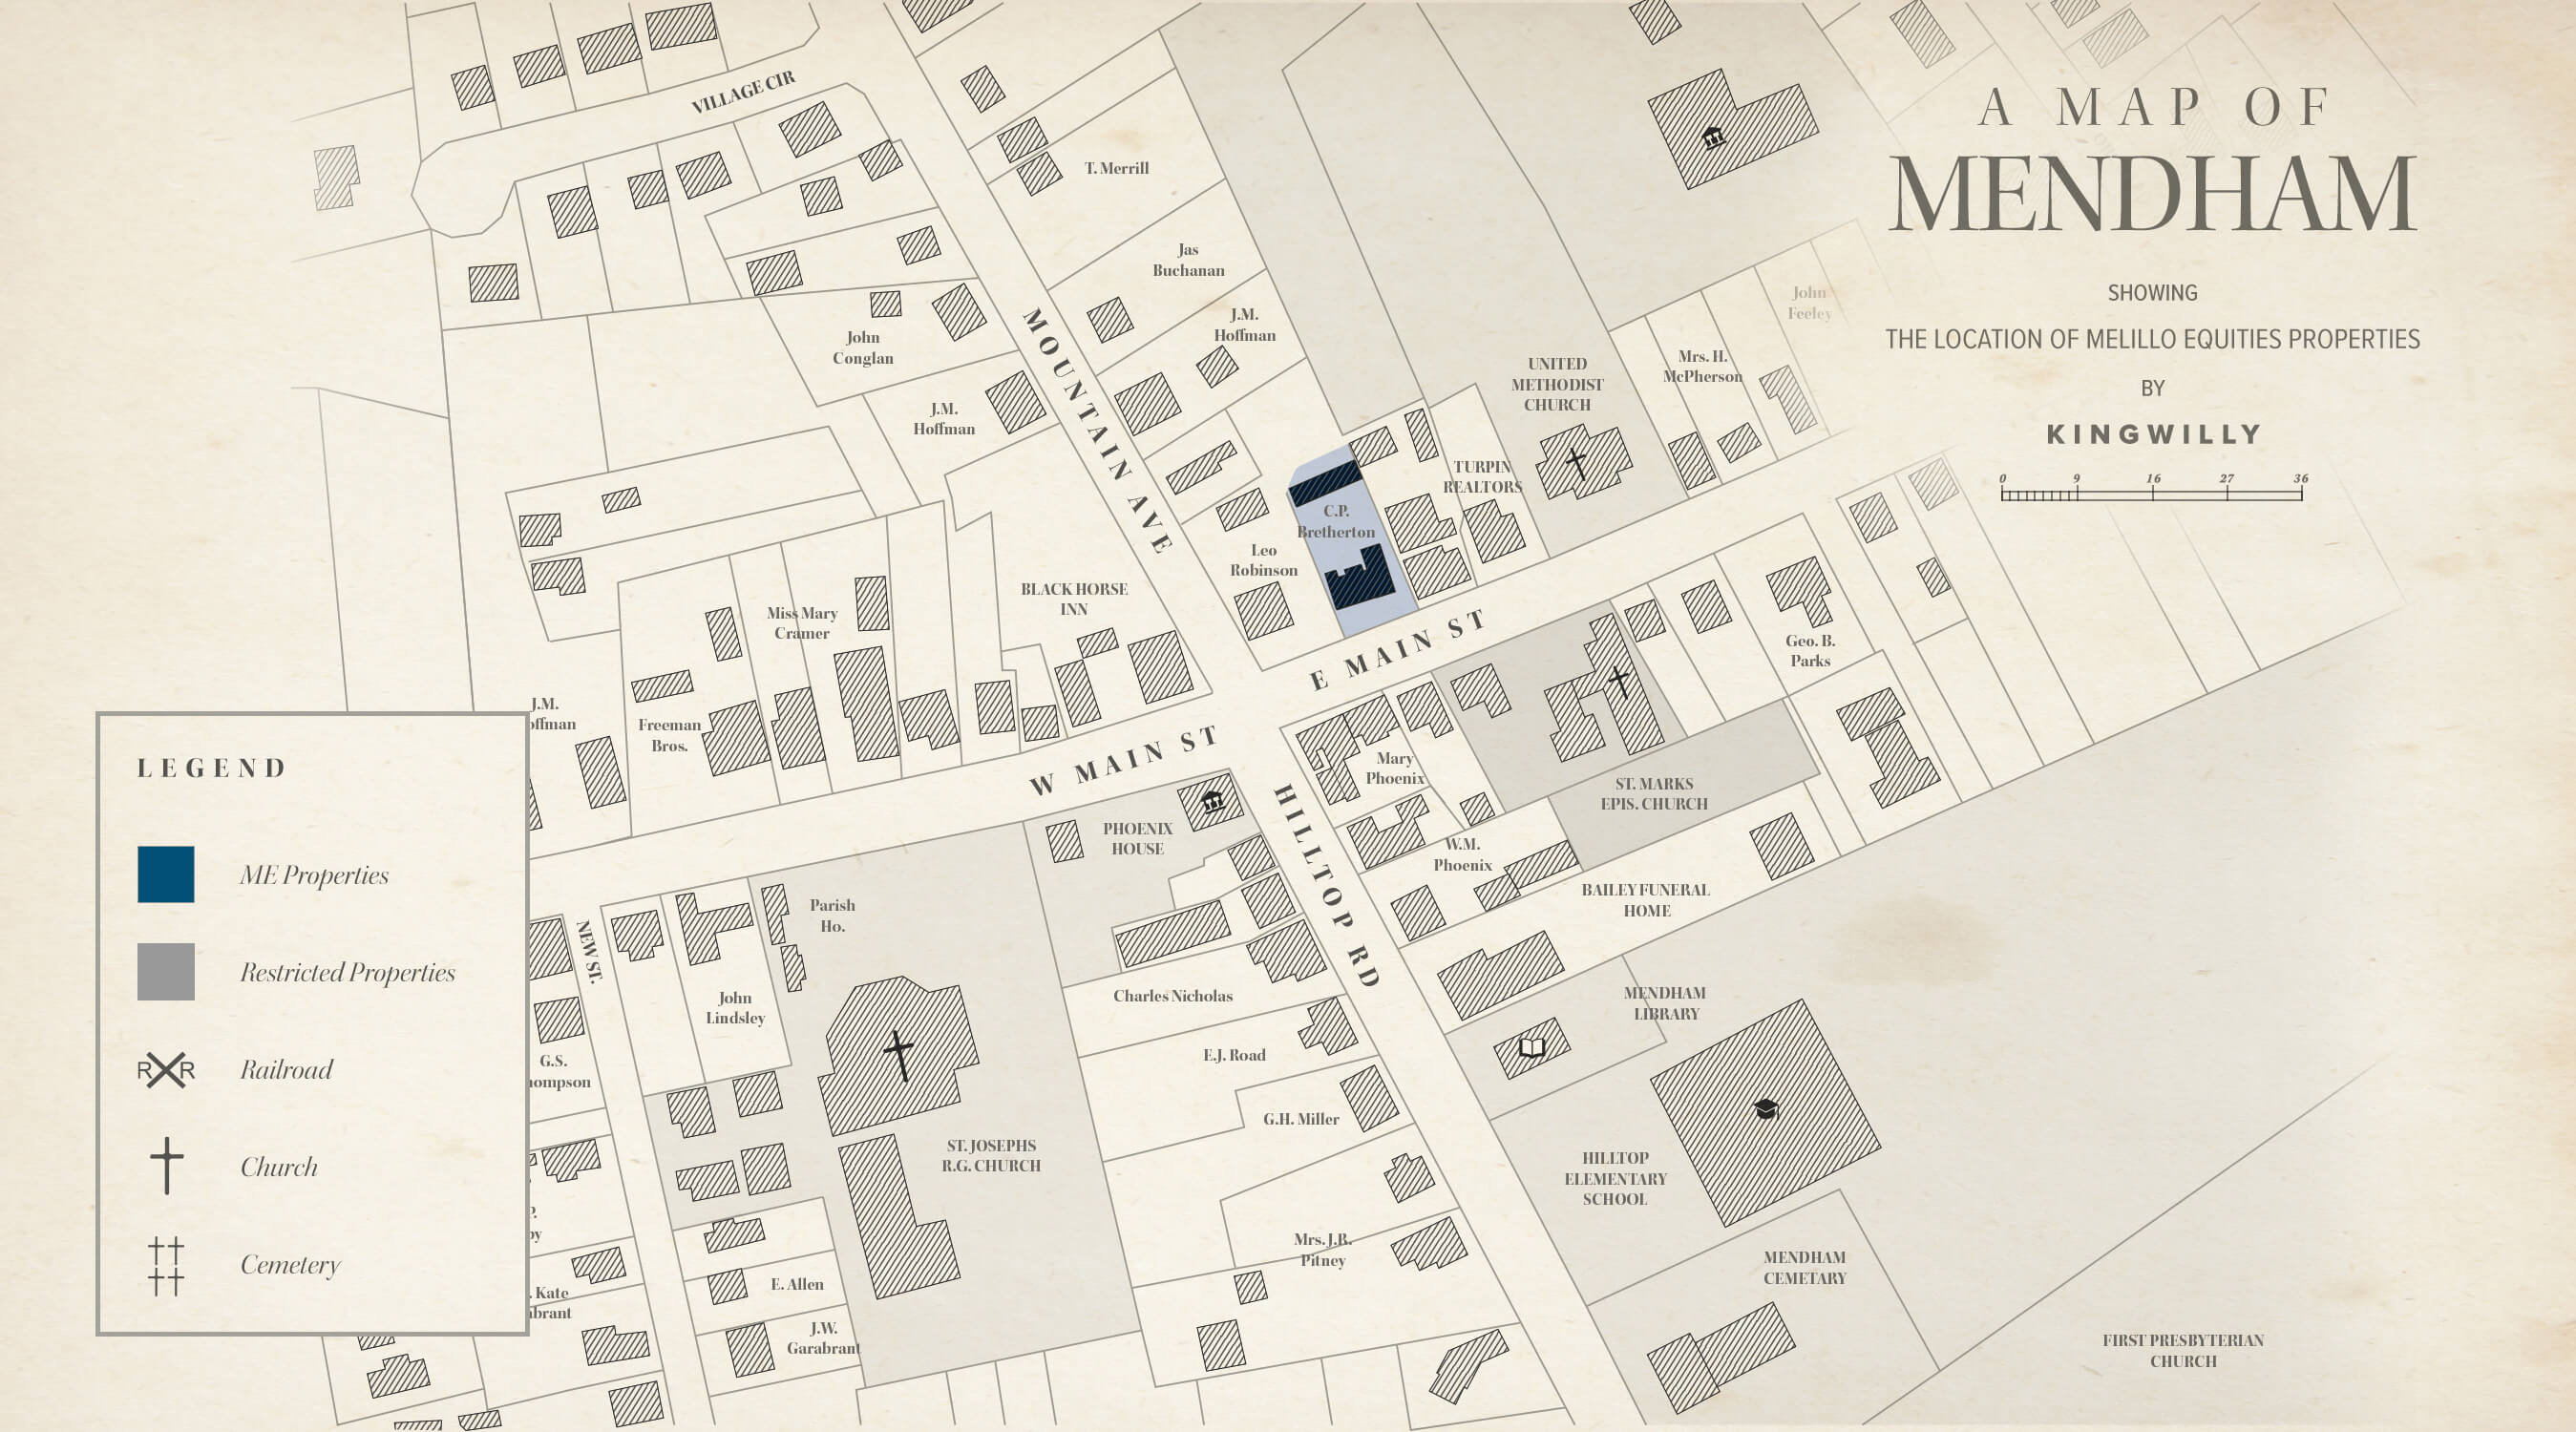 A MAP OF
MENDHAM
SHOWING
THE LOCATION OF MELILLO EQUITIES PROPERTIES
BY
KINGWILLY
0 9 16 27 36
VILLAGE CIR
T. Merrill
Jas
Buchanan
J.M.
Hoffman
John
Conglan
J.M.
Hoffman
MOUNTAIN AVE
John
Feeley
Mrs. H.
McPherson
UNITED
METHODIST
CHURCH
TURPIN
REALTORS
C.P.
Bretherton
Leo
Robinson
BLACK HORSE
INN
Miss Mary
Cramer
Freeman
Bros.
J.M.
offman
E MAIN ST
W MAIN ST
Geo. B.
Parks
Mary
Phoenix
ST. MARKS
EPIS. CHURCH
W.M.
Phoenix
BAILEY FUNERAL
HOME
PHOENIX
HOUSE
HILLTOP RD
Parish
Ho.
NEW ST.
John
Lindsley
Charles Nicholas
E.J. Road
G.H. Miller
MENDHAM
LIBRARY
G.S.
hompson
ST. JOSEPHS
R.G. CHURCH
HILLTOP
ELEMENTARY
SCHOOL
P.
by
Mrs. J.R.
Pitney
MENDHAM
CEMETARY
E. Allen
. Kate
brant
J.W.
Garabrant
FIRST PRESBYTERIAN
CHURCH
LEGEND
ME Properties
Restricted Properties
R R Railroad
Church
Cemetery